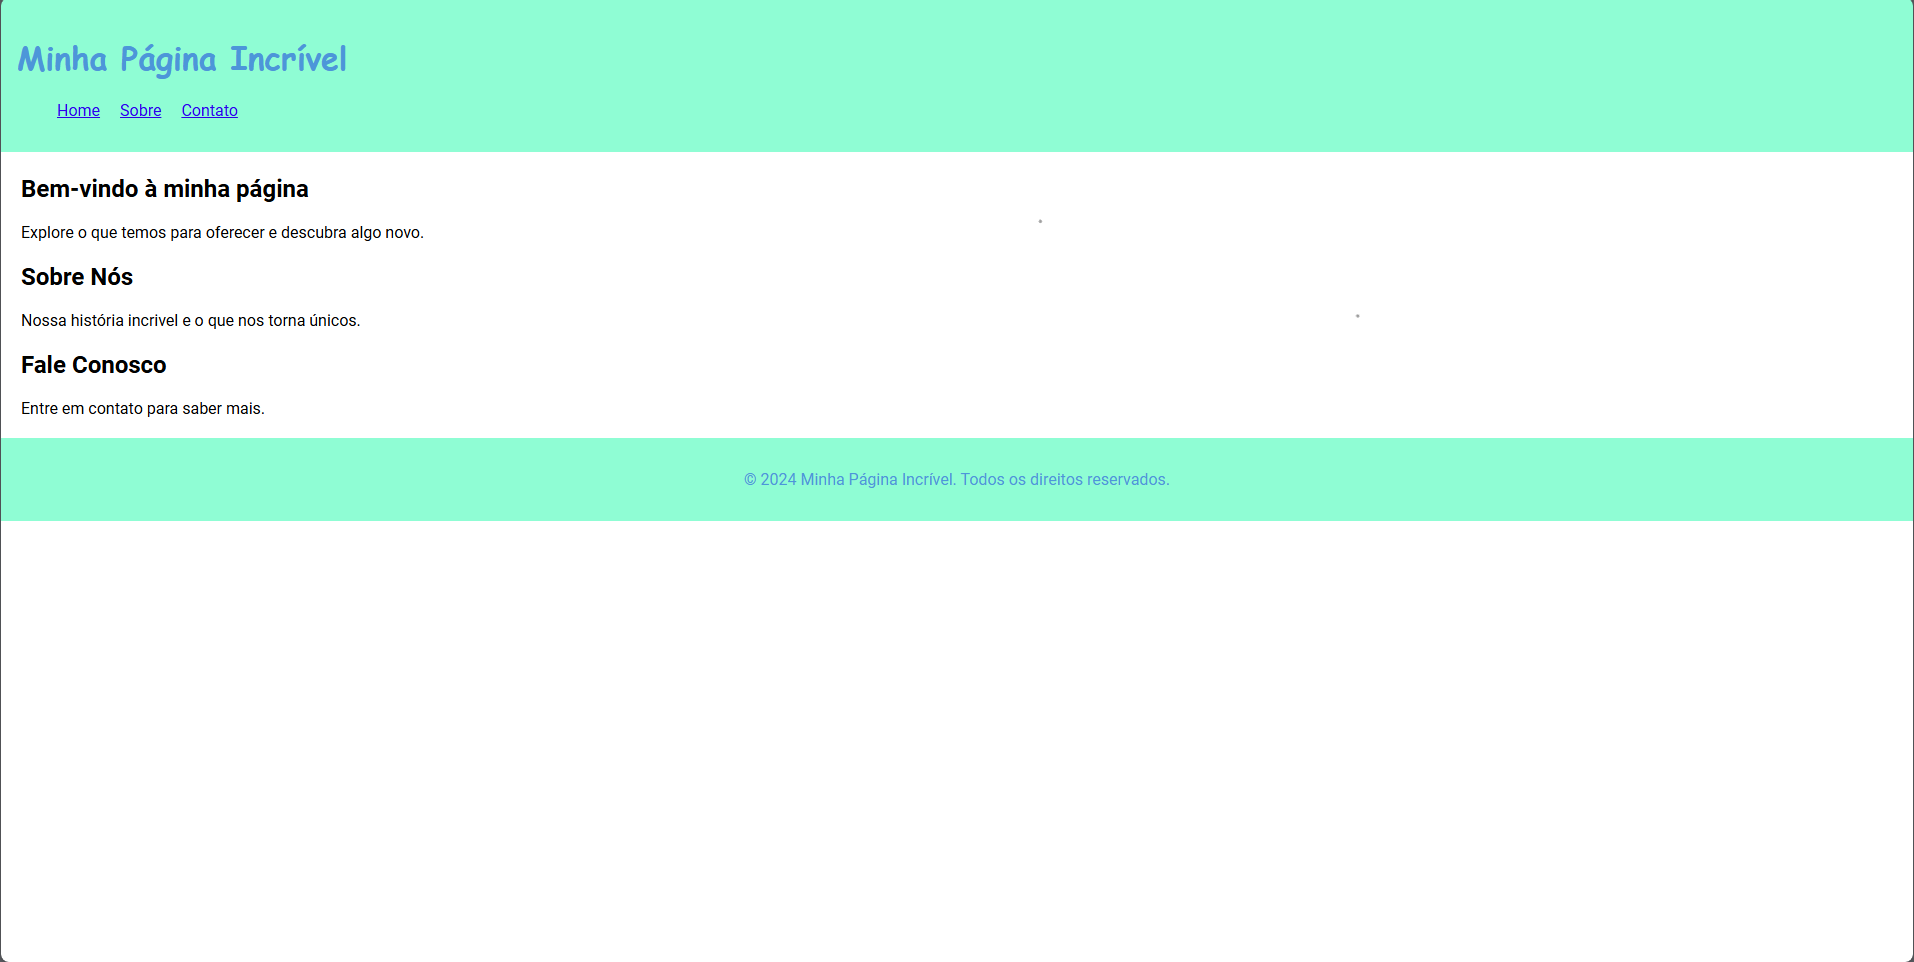 Minha Página Incrível
Home Sobre Contato
Bem-vindo à minha página
Explore o que temos para oferecer e descubra algo novo.
Sobre Nós
Nossa história incrivel e o que nos torna únicos.
Fale Conosco
Entre em contato para saber mais.
© 2024 Minha Página Incrível. Todos os direitos reservados.